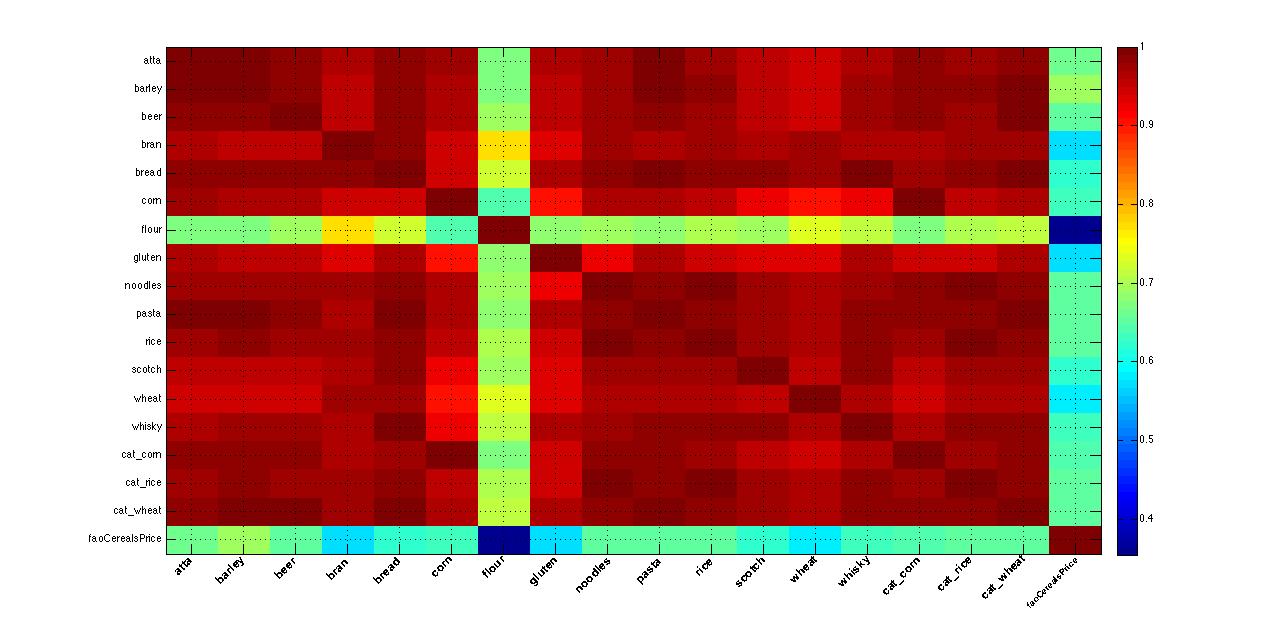 atta
barley
beer
bran
bread
corn
flour
gluten
noodles
pasta
rice
scotch
wheat
whisky
cat_corn
cat_rice
cat_wheat
faoCerealsPrice
atta
barley
beer
bran
bread
corn
flour
gluten
noodles
pasta
rice
scotch
wheat
whisky
cat_corn
cat_rice
cat_wheat
faoCerealsPrice
1
0.9
0.8
0.7
0.6
0.5
0.4